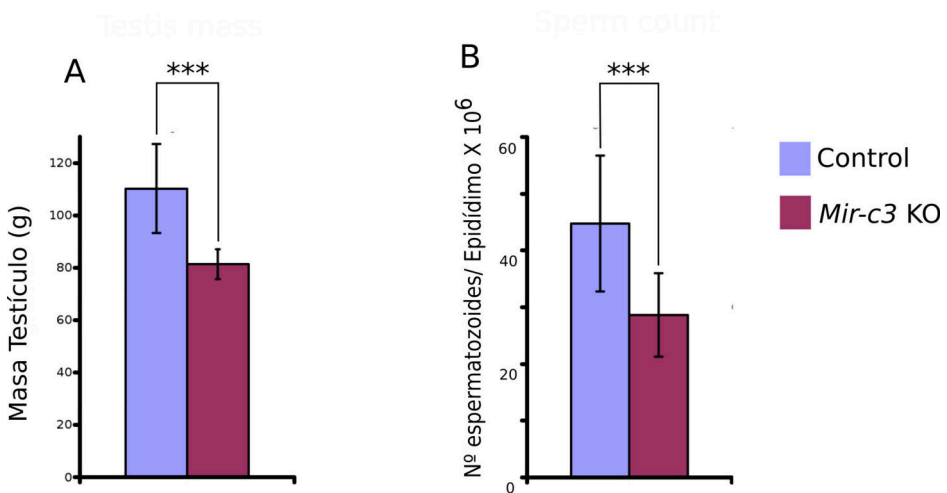 Testis mass
Sperm count
A
***
Masa Testículo (g)
120
100
80
60
40
20
0
B
***
Nº espermatozoides/ Epidídimo X 10⁶
60
40
20
0
Control
Mir-c3 KO